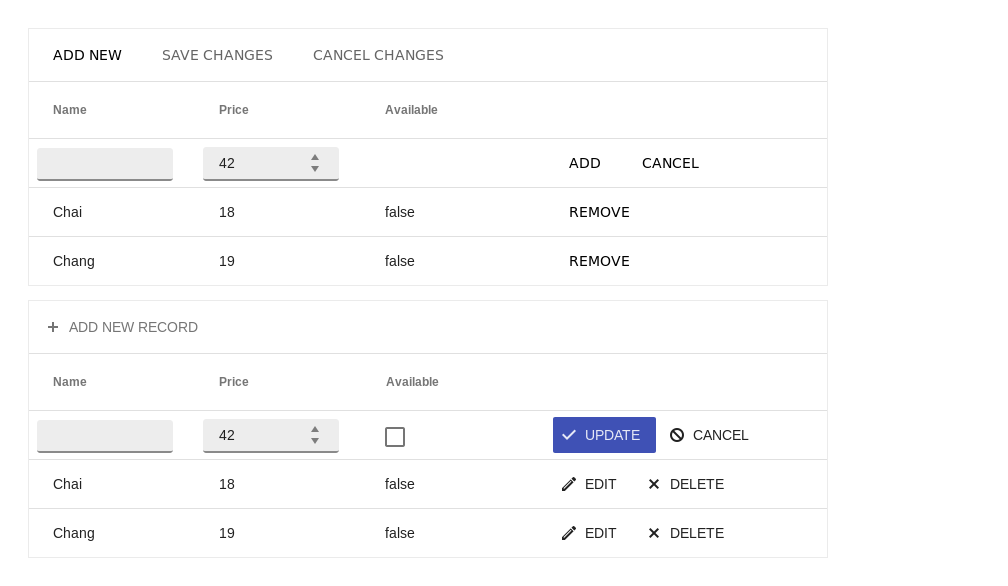 ADD NEW SAVE CHANGES CANCEL CHANGES
Name Price Available
42 ADD CANCEL
Chai 18 false REMOVE
Chang 19 false REMOVE
ADD NEW RECORD
Name Price Available
42 UPDATE CANCEL
Chai 18 false EDIT DELETE
Chang 19 false EDIT DELETE